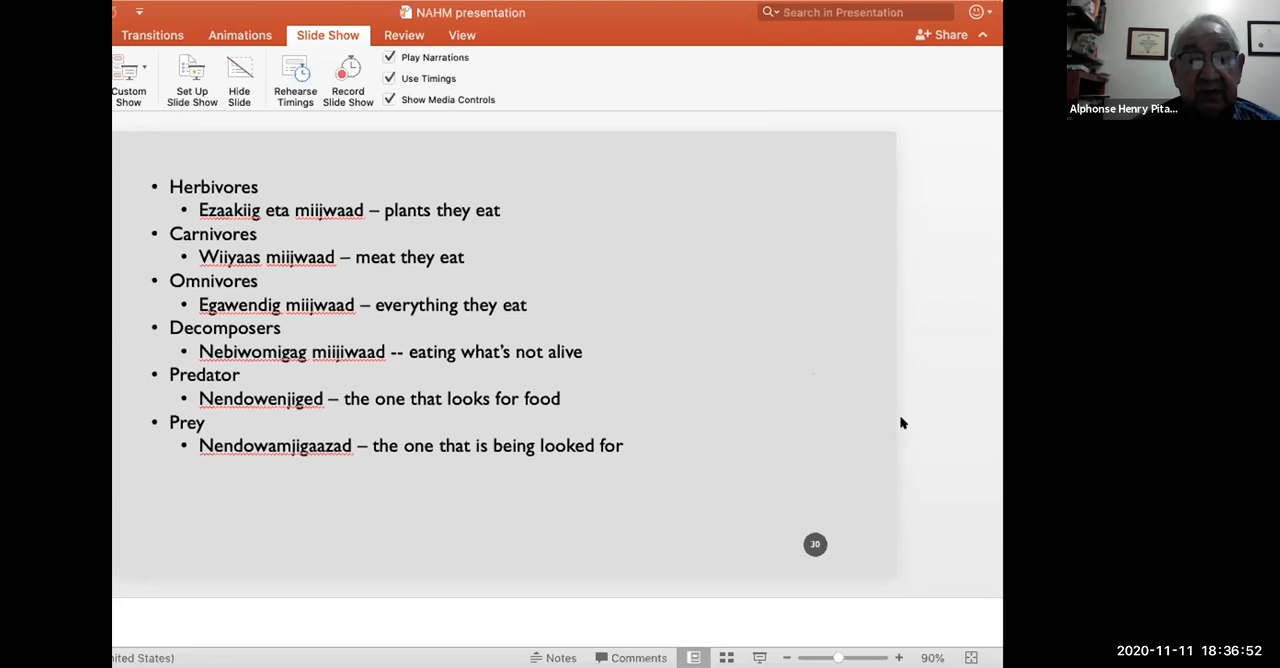 NAHM presentation
Search in Presentation
Transitions
Animations
Slide Show
Review
View
Share
Custom Show
Set Up Slide Show
Hide Slide
Rehearse Timings
Record Slide Show
Play Narrations
Use Timings
Show Media Controls
Alphonse Henry Pita...
• Herbivores
• Ezaakiig eta miijwaad – plants they eat
• Carnivores
• Wiiyaas miijwaad – meat they eat
• Omnivores
• Egawendig miijwaad – everything they eat
• Decomposers
• Nebiwomigag miijiwaad -- eating what's not alive
• Predator
• Nendowenjiged – the one that looks for food
• Prey
• Nendowamjigaazad – the one that is being looked for
30
nited States)
Notes
Comments
90%
2020-11-11 18:36:52